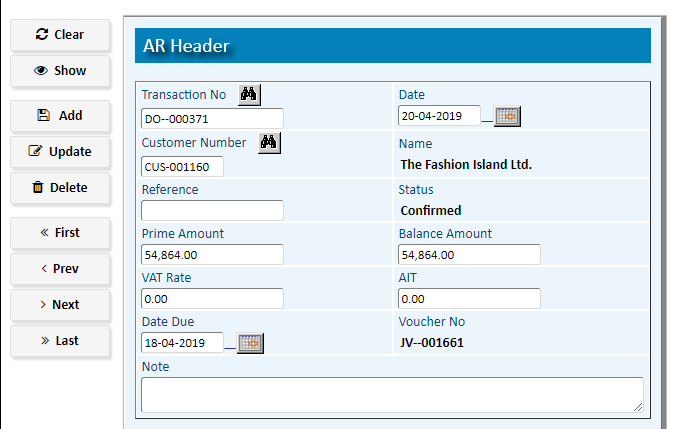 Clear
Show
Add
Update
Delete
First
Prev
Next
Last
AR Header
Transaction No
DO--000371
Date
20-04-2019
Customer Number
CUS-001160
Name
The Fashion Island Ltd.
Reference
Status
Confirmed
Prime Amount
54,864.00
Balance Amount
54,864.00
VAT Rate
0.00
AIT
0.00
Date Due
18-04-2019
Voucher No
JV--001661
Note